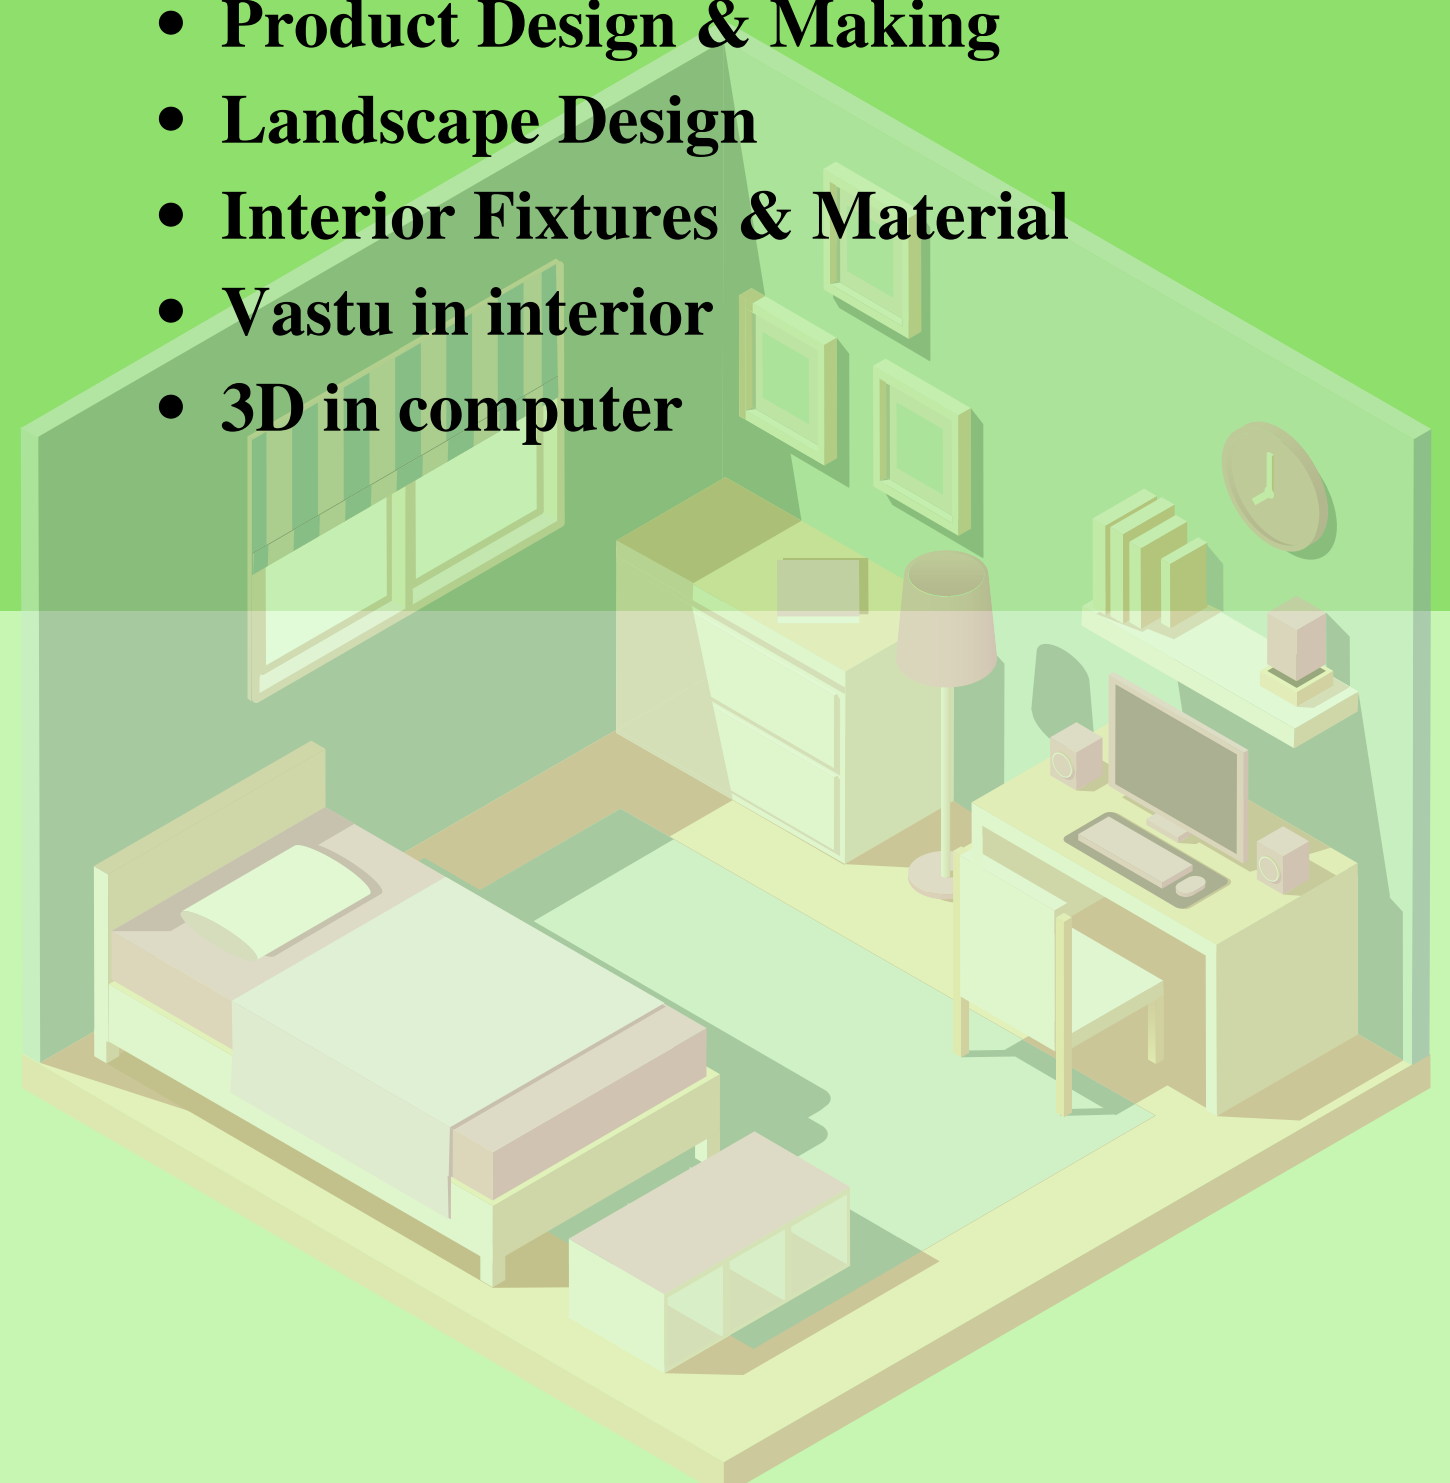 • Product Design & Making
• Landscape Design
• Interior Fixtures & Material
• Vastu in interior
• 3D in computer